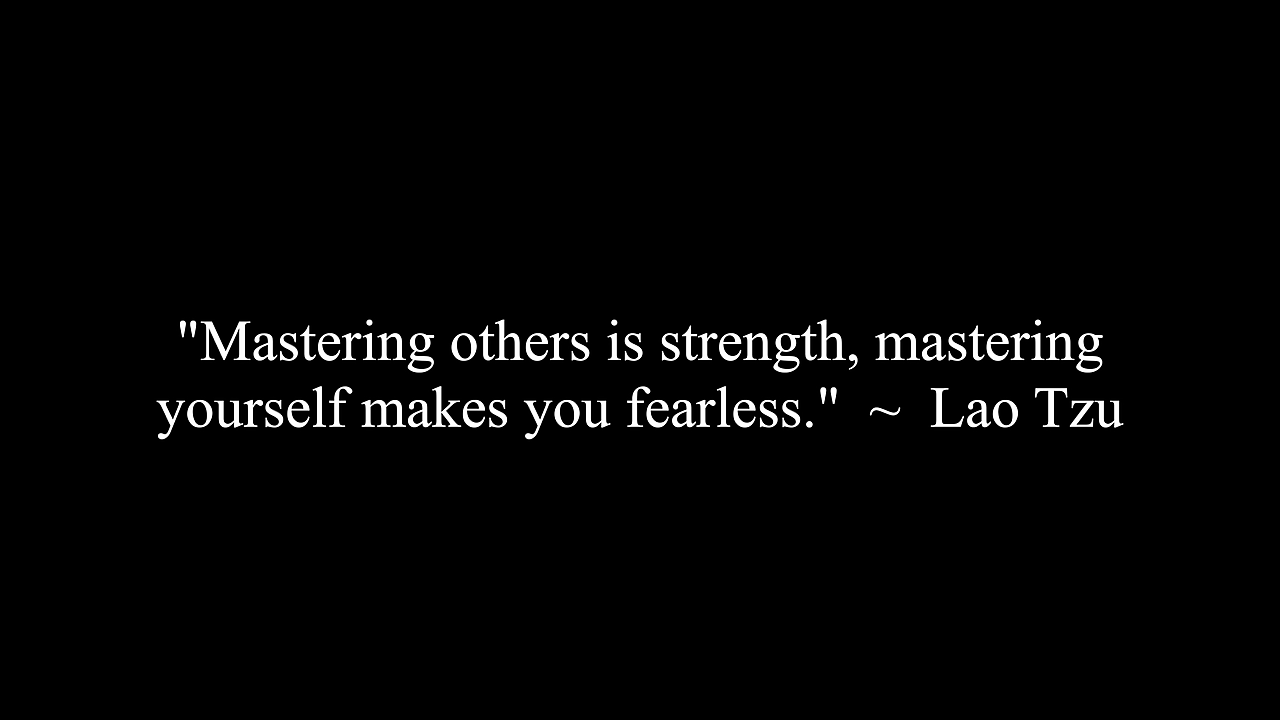 "Mastering others is strength, mastering
yourself makes you fearless."  ~  Lao Tzu